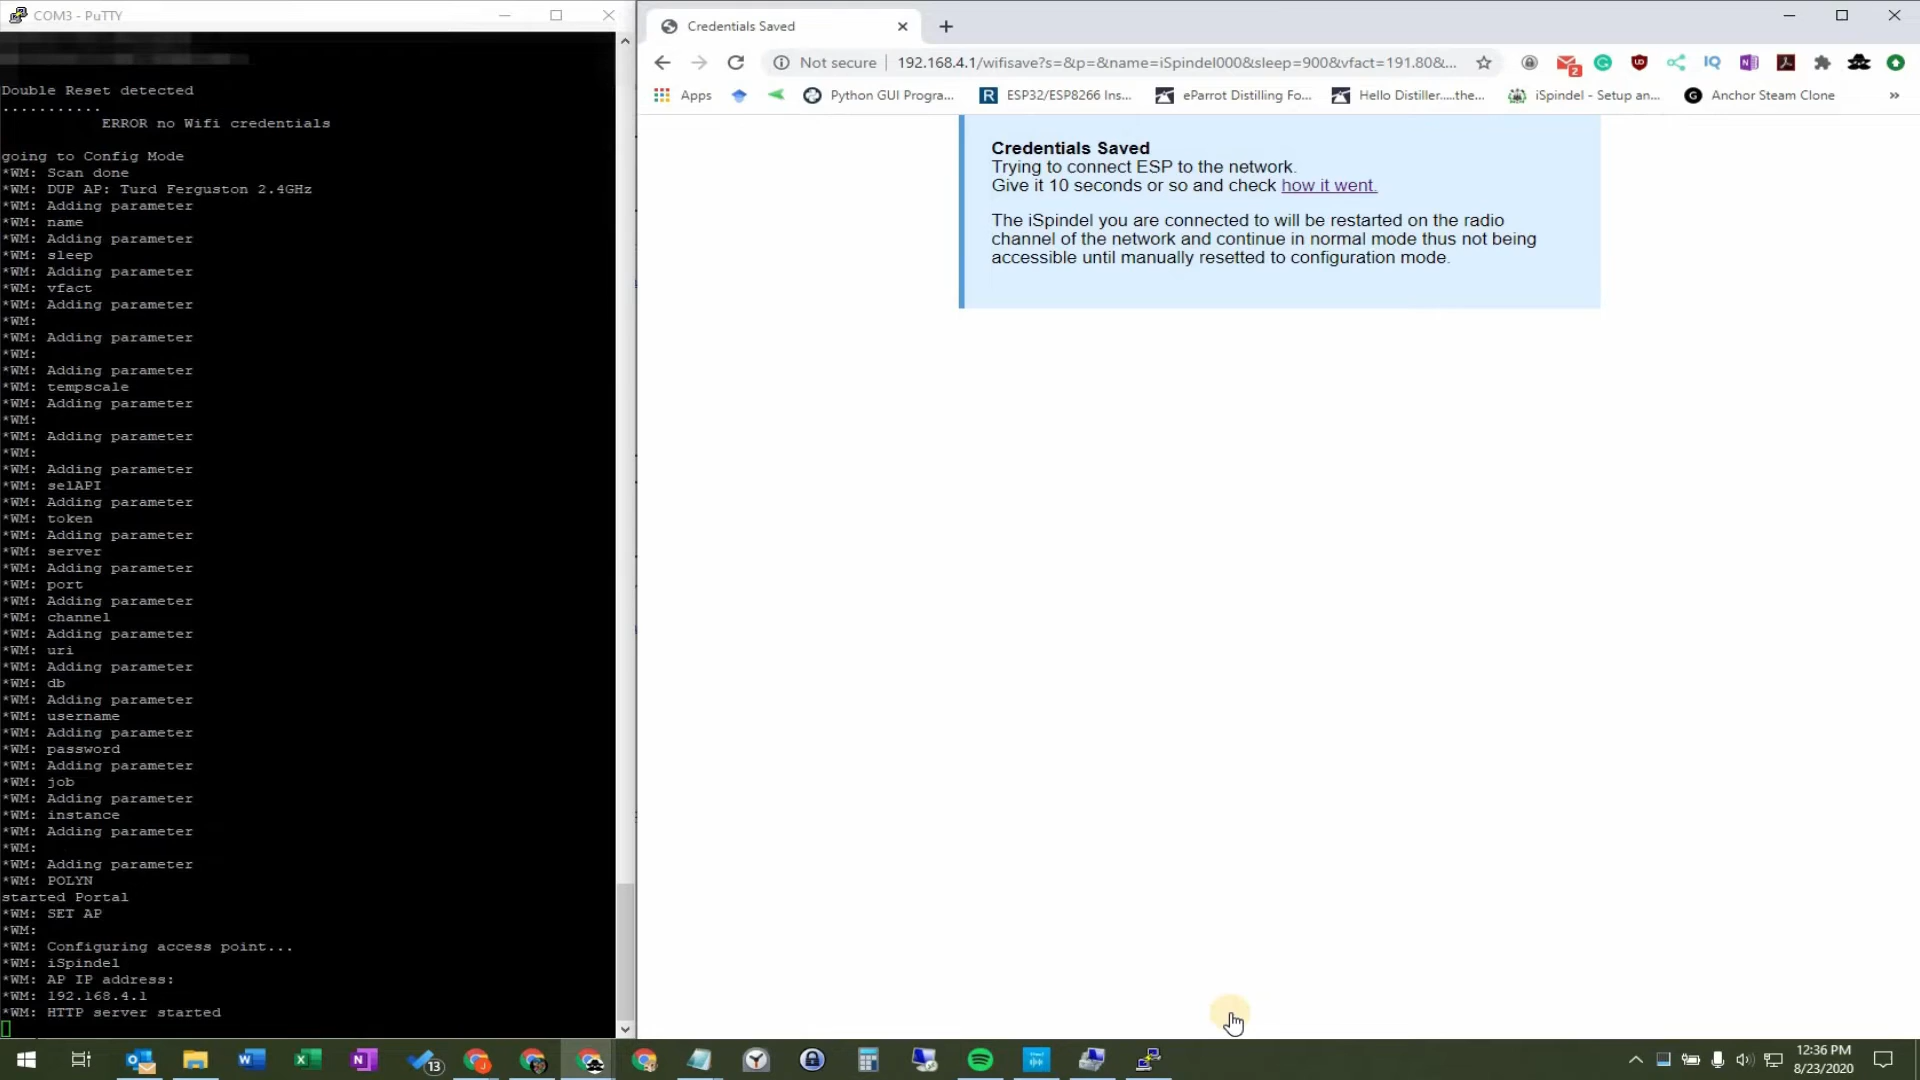 COM3 - PuTTY
Double Reset detected
...........
ERROR no Wifi credentials
going to Config Mode
*WM: Scan done
*WM: DUP AP: Turd Ferguston 2.4GHz
*WM: Adding parameter
*WM: name
*WM: Adding parameter
*WM: sleep
*WM: Adding parameter
*WM: vfact
*WM: Adding parameter
*WM:
*WM: Adding parameter
*WM:
*WM: Adding parameter
*WM: tempscale
*WM: Adding parameter
*WM:
*WM: Adding parameter
*WM:
*WM: Adding parameter
*WM: selAPI
*WM: Adding parameter
*WM: token
*WM: Adding parameter
*WM: server
*WM: Adding parameter
*WM: port
*WM: Adding parameter
*WM: channel
*WM: Adding parameter
*WM: uri
*WM: Adding parameter
*WM: db
*WM: Adding parameter
*WM: username
*WM: Adding parameter
*WM: password
*WM: Adding parameter
*WM: job
*WM: Adding parameter
*WM: instance
*WM: Adding parameter
*WM:
*WM: Adding parameter
*WM: POLYN
started Portal
*WM: SET AP
*WM:
*WM: Configuring access point...
*WM: iSpindel
*WM: AP IP address:
*WM: 192.168.4.1
*WM: HTTP server started
Credentials Saved
Not secure 192.168.4.1/wifisave?s=&p=&name=iSpindel000&sleep=900&vfact=191.80&...
2 UD IQ
Apps Python GUI Progra... R ESP32/ESP8266 Ins... eParrot Distilling Fo... Hello Distiller.....the... iSpindel - Setup an... G Anchor Steam Clone »
Credentials Saved
Trying to connect ESP to the network.
Give it 10 seconds or so and check how it went.
The iSpindel you are connected to will be restarted on the radio
channel of the network and continue in normal mode thus not being
accessible until manually resetted to configuration mode.
13
12:36 PM
8/23/2020